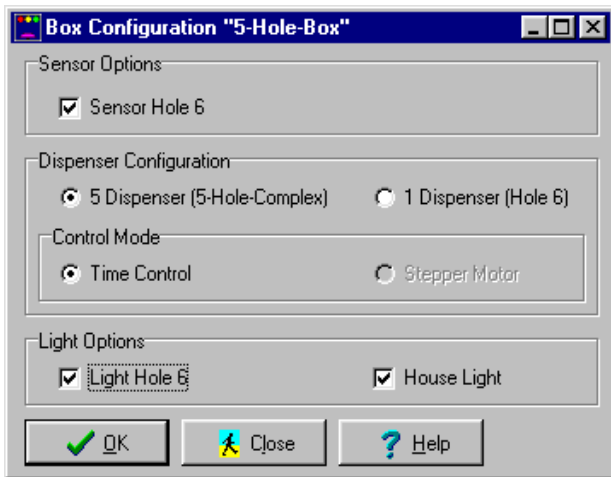 Box Configuration "5-Hole-Box"
Sensor Options
Sensor Hole 6
Dispenser Configuration
5 Dispenser (5-Hole-Complex) 1 Dispenser (Hole 6)
Control Mode
Time Control Stepper Motor
Light Options
Light Hole 6 House Light
OK Close Help